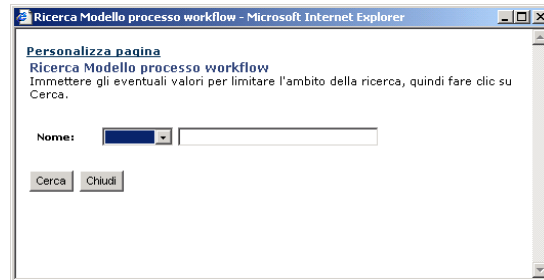 Ricerca Modello processo workflow - Microsoft Internet Explorer
Personalizza pagina
Ricerca Modello processo workflow
Immettere gli eventuali valori per limitare l'ambito della ricerca, quindi fare clic su
Cerca.
Nome:
Cerca Chiudi